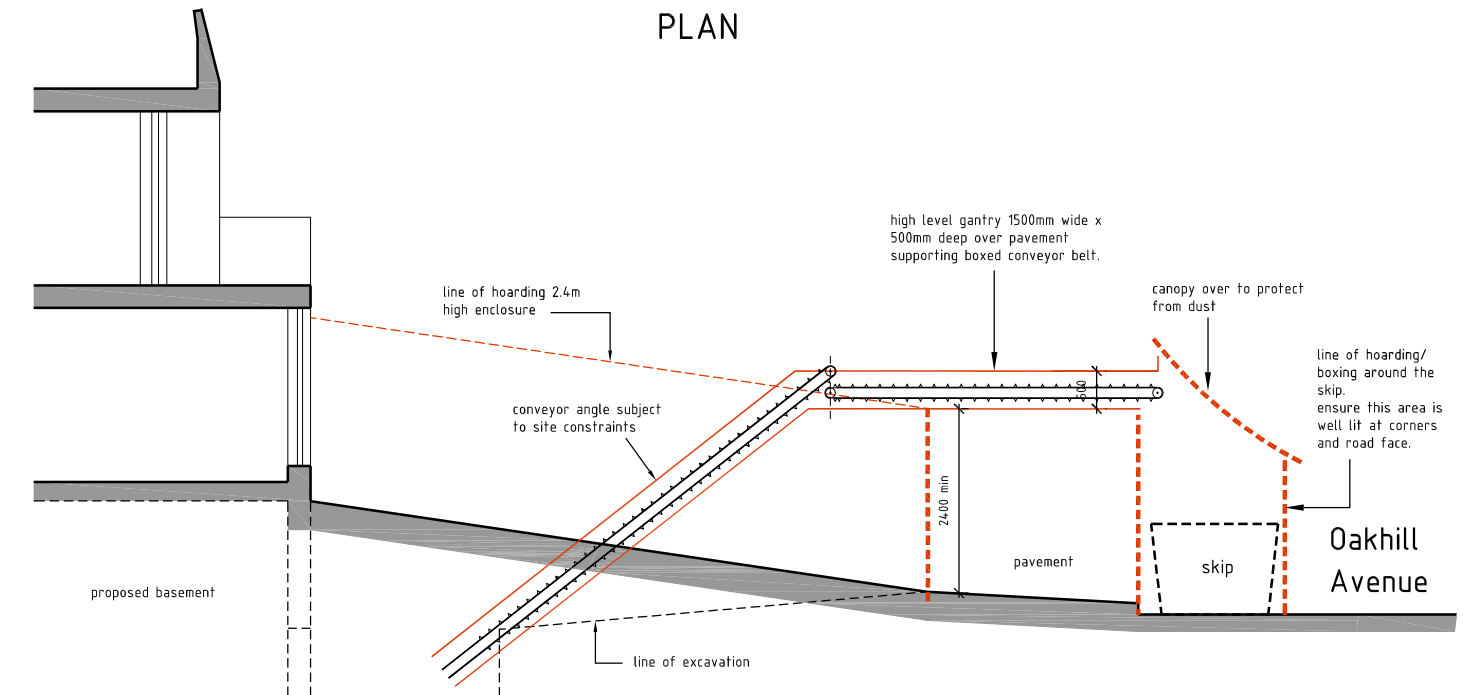 PLAN
high level gantry 1500mm wide x
500mm deep over pavement
supporting boxed conveyor belt.
line of hoarding 2.4m
high enclosure
canopy over to protect
from dust
line of hoarding/
boxing around the
skip.
ensure this area is
well lit at corners
and road face.
conveyor angle subject
to site constraints
500
2400 min
Oakhill
Avenue
skip
pavement
proposed basement
line of excavation